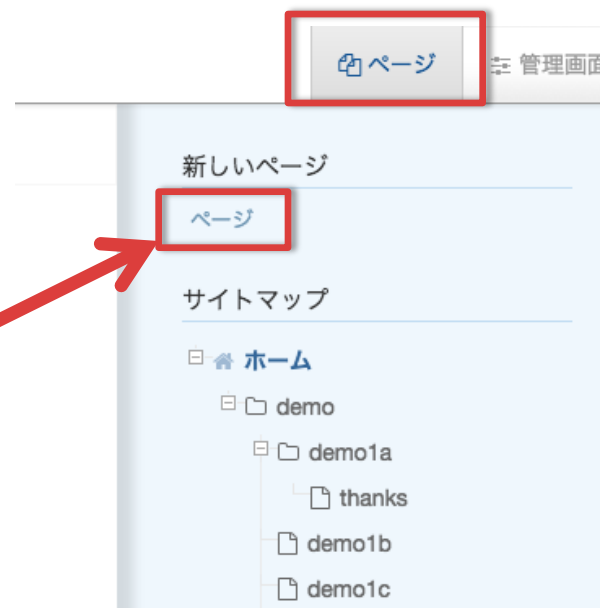 ページ 管理画面
新しいページ
ページ
サイトマップ
ホーム
demo
demo1a
thanks
demo1b
demo1c